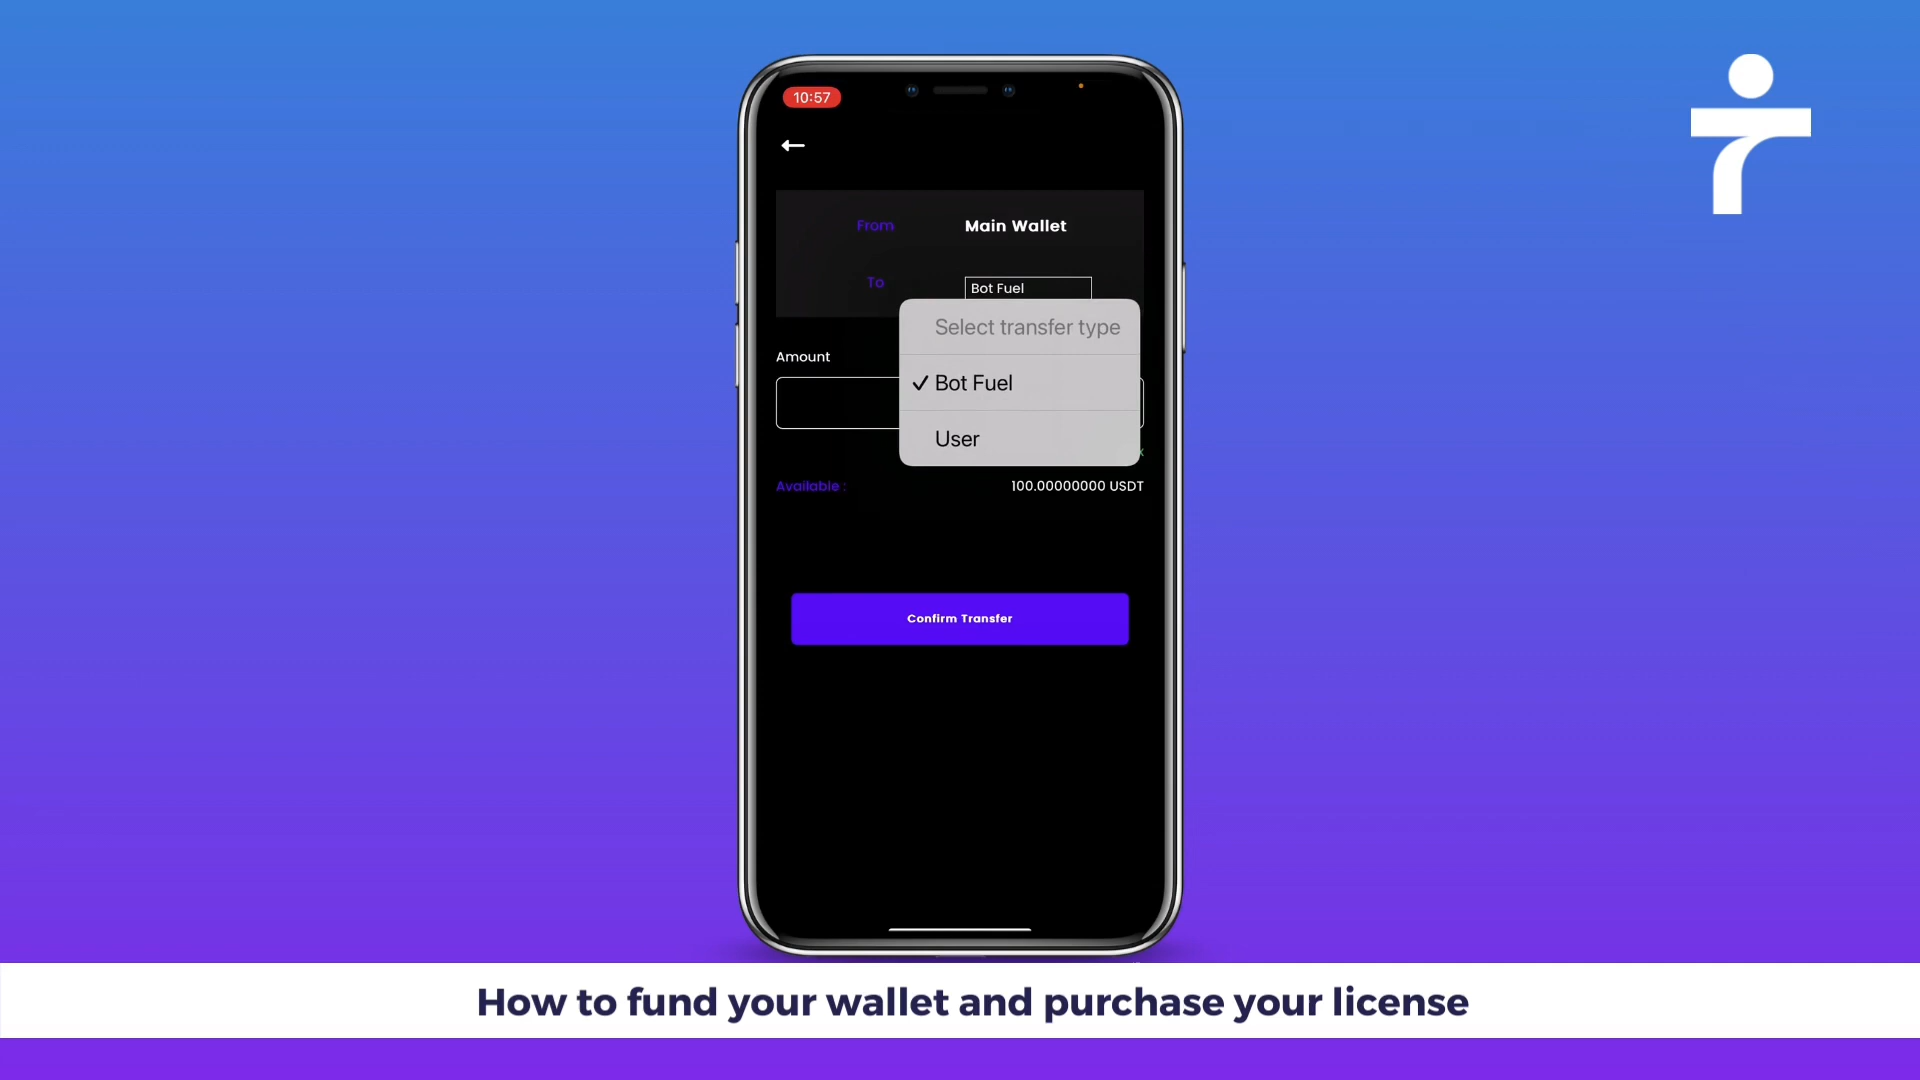 10:57
From Main Wallet
To Bot Fuel
Select transfer type
Amount
✓ Bot Fuel
User
Available : 100.00000000 USDT
Confirm Transfer
How to fund your wallet and purchase your license